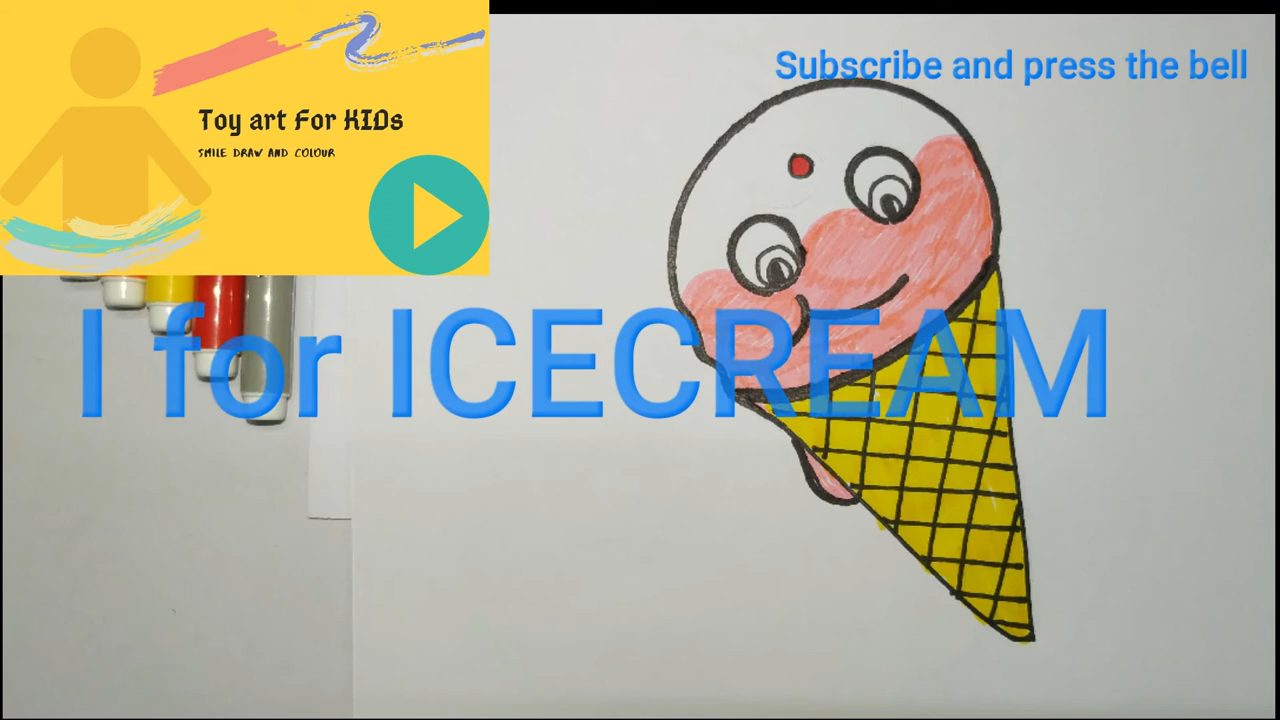 Subscribe and press the bell
Toy art For KIDs
SMILE DRAW AND COLOUR
I for ICECREAM